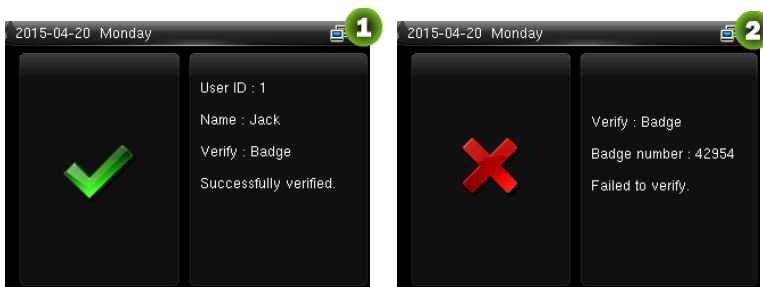 2015-04-20 Monday
1
User ID : 1
Name : Jack
Verify : Badge
Successfully verified.
2015-04-20 Monday
2
Verify : Badge
Badge number : 42954
Failed to verify.